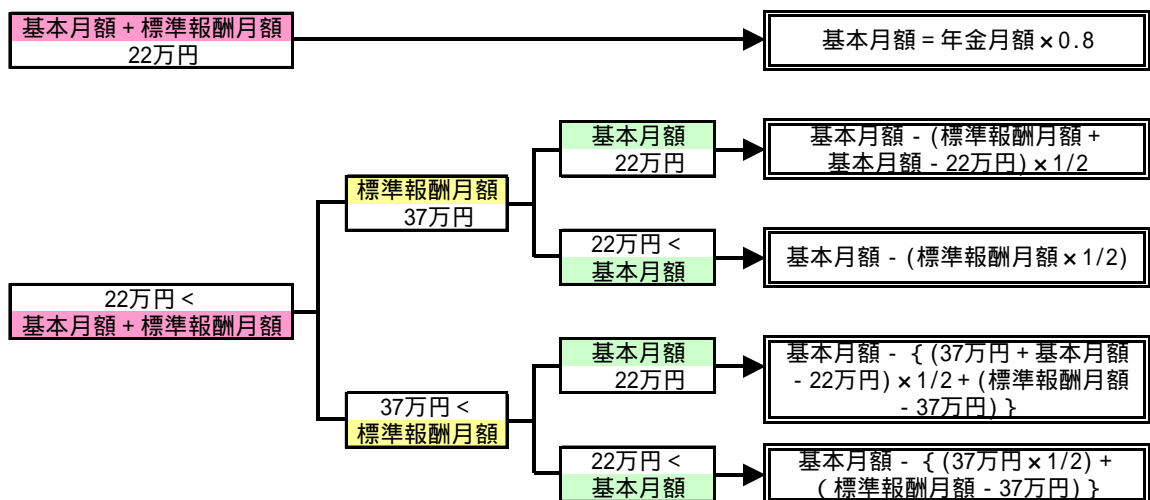 基本月額+標準報酬月額
22万円
基本月額=年金月額×0.8
基本月額
22万円
基本月額-(標準報酬月額+
基本月額-22万円)×1/2
標準報酬月額
37万円
22万円<
基本月額
基本月額-(標準報酬月額×1/2)
22万円<
基本月額+標準報酬月額
基本月額
22万円
基本月額-{(37万円+基本月額
-22万円)×1/2+(標準報酬月額
-37万円)}
37万円<
標準報酬月額
22万円<
基本月額
基本月額-{(37万円×1/2)+
(標準報酬月額-37万円)}